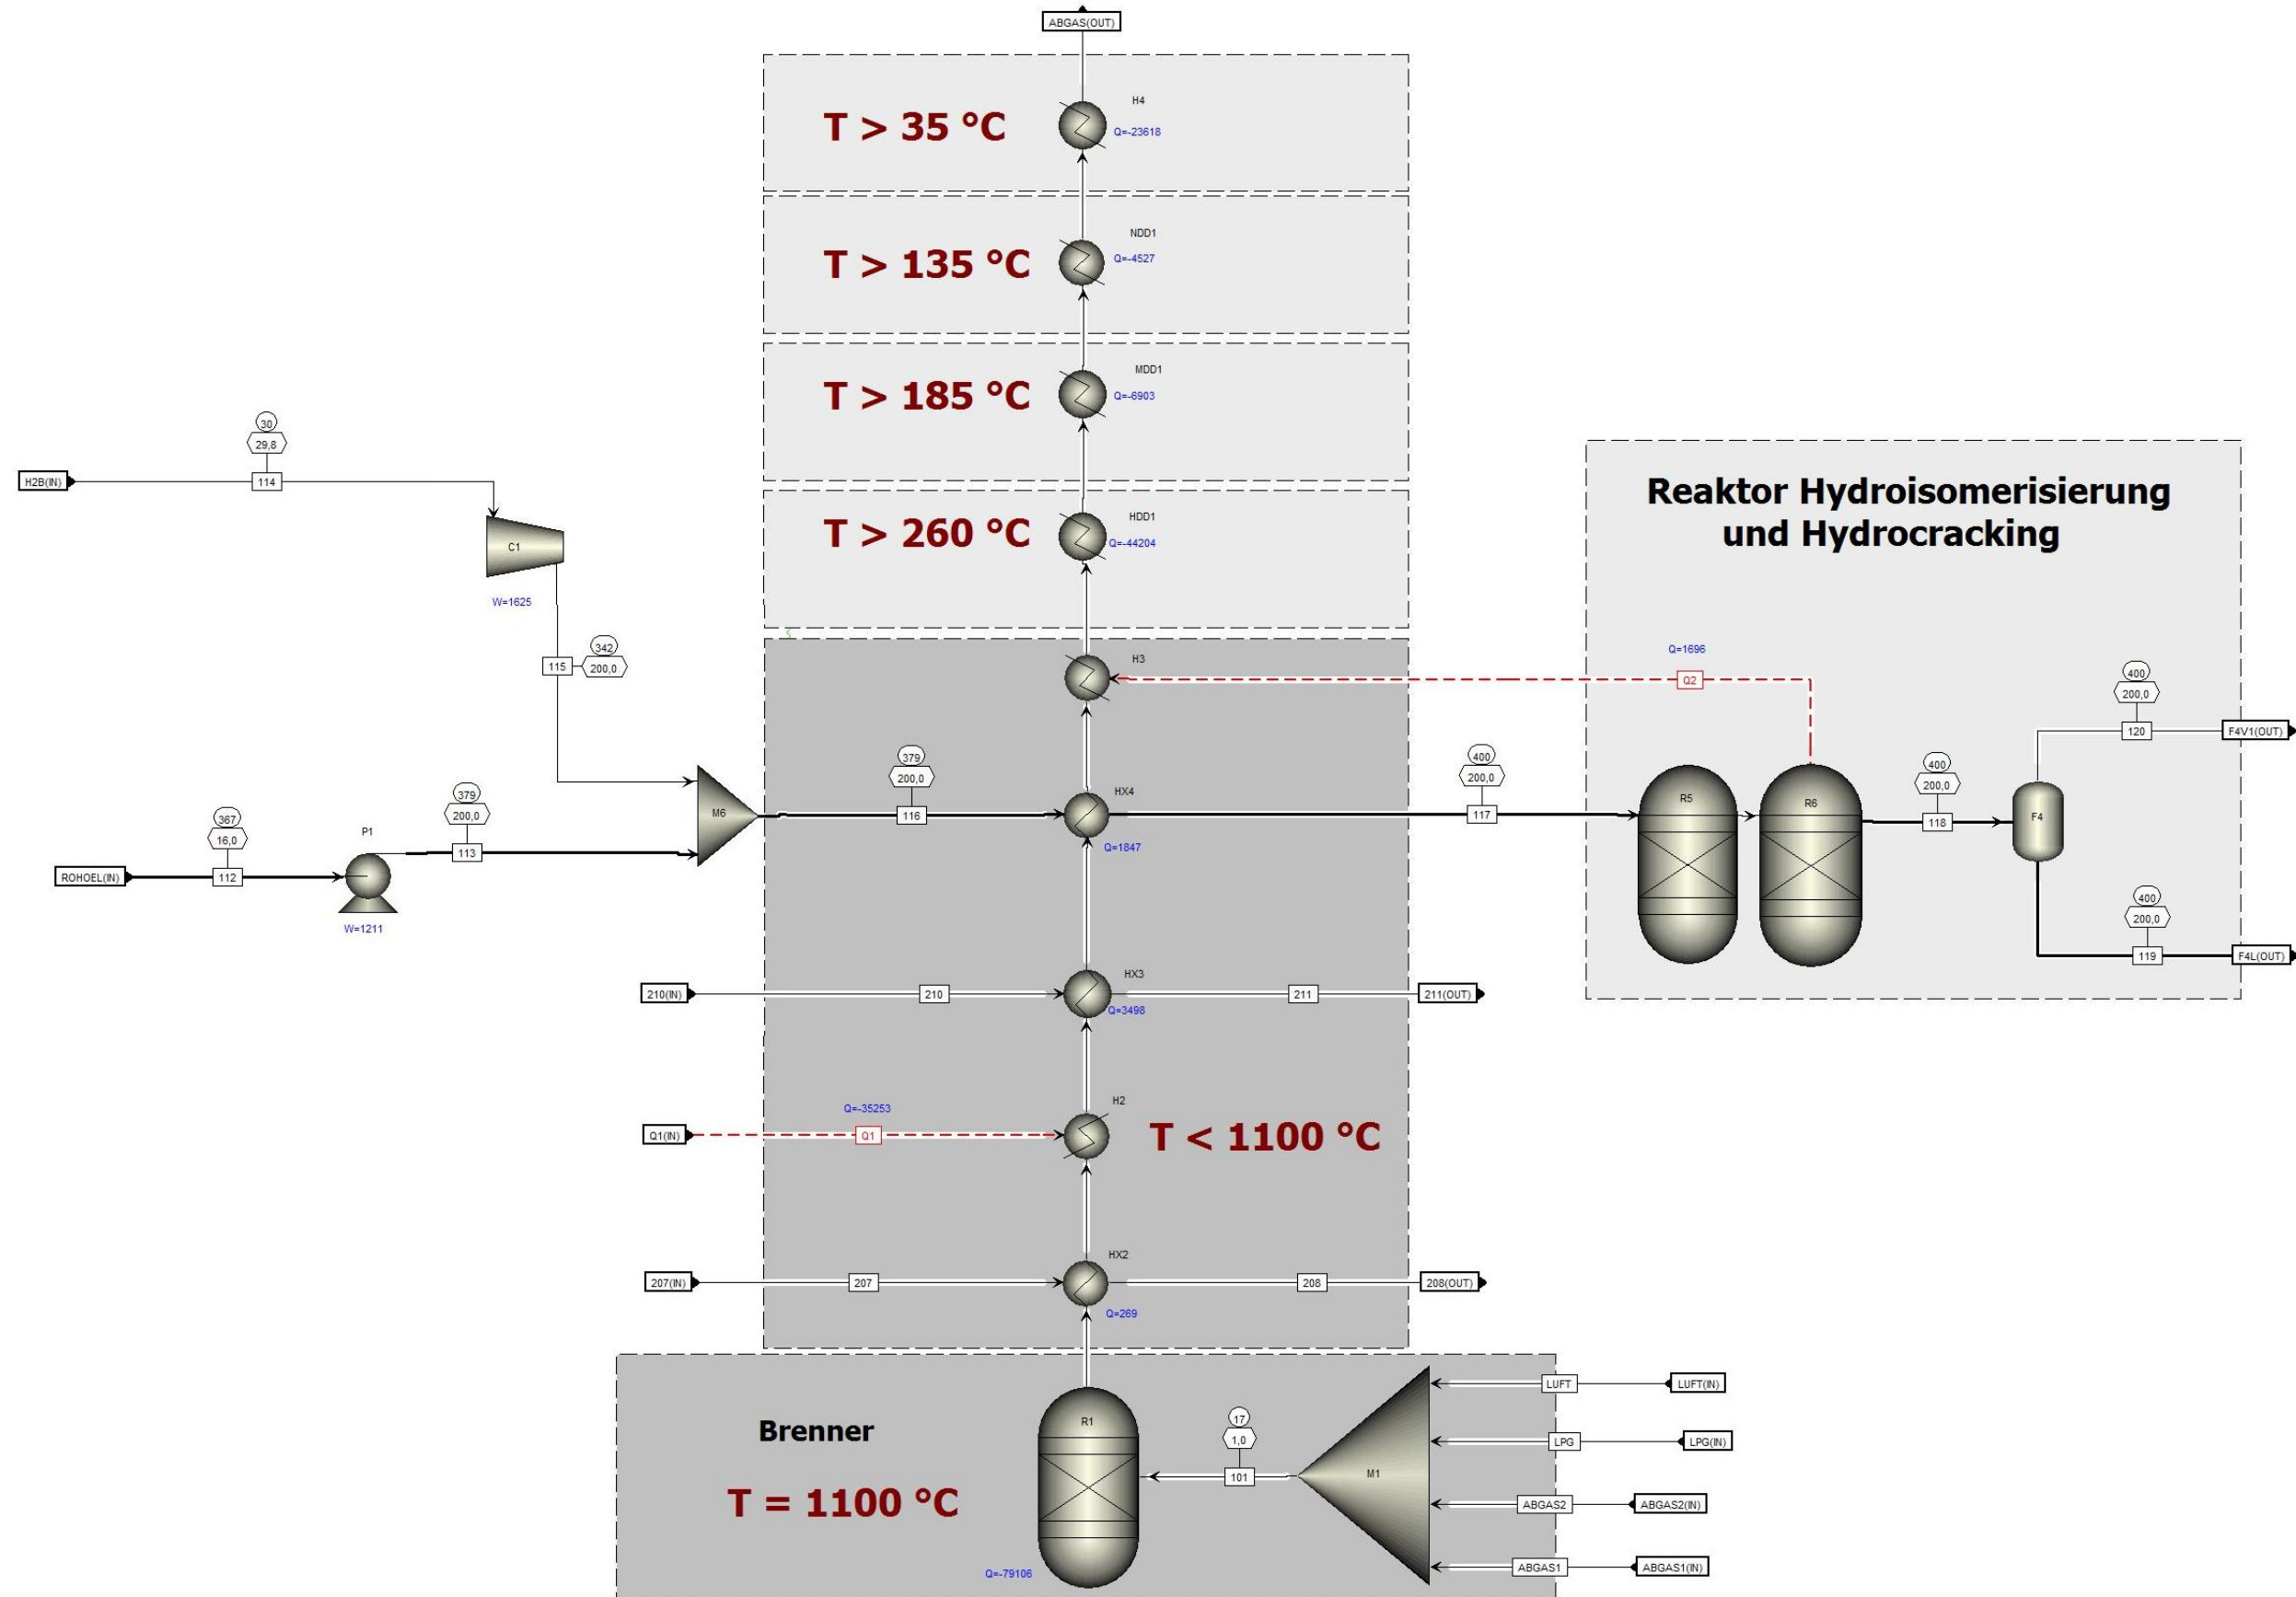 ABGAS(OUT)
H4
T > 35 °C
Q=-23618
NDD1
T > 135 °C
Q=-4527
MDD1
T > 185 °C
Q=-6903
30
29,8
H2B(IN)
114
C1
W=1625
HDD1
T > 260 °C
Q=-44204
Reaktor Hydroisomerisierung
und Hydrocracking
342
115
200,0
H3
Q=1696
Q2
400
200,0
120
F4V1(OUT)
367
16,0
ROHOEL(IN)
112
P1
W=1211
379
200,0
113
M6
379
200,0
116
HX4
Q=1847
400
200,0
117
R5
R6
400
200,0
118
F4
400
200,0
119
F4L(OUT)
210(IN)
210
HX3
Q=3498
211
211(OUT)
Q=-35253
Q1(IN)
Q1
H2
T < 1100 °C
207(IN)
207
HX2
Q=269
208
208(OUT)
Brenner
T = 1100 °C
R1
Q=-79106
17
1,0
101
M1
LUFT
LUFT(IN)
LPG
LPG(IN)
ABGAS2
ABGAS2(IN)
ABGAS1
ABGAS1(IN)